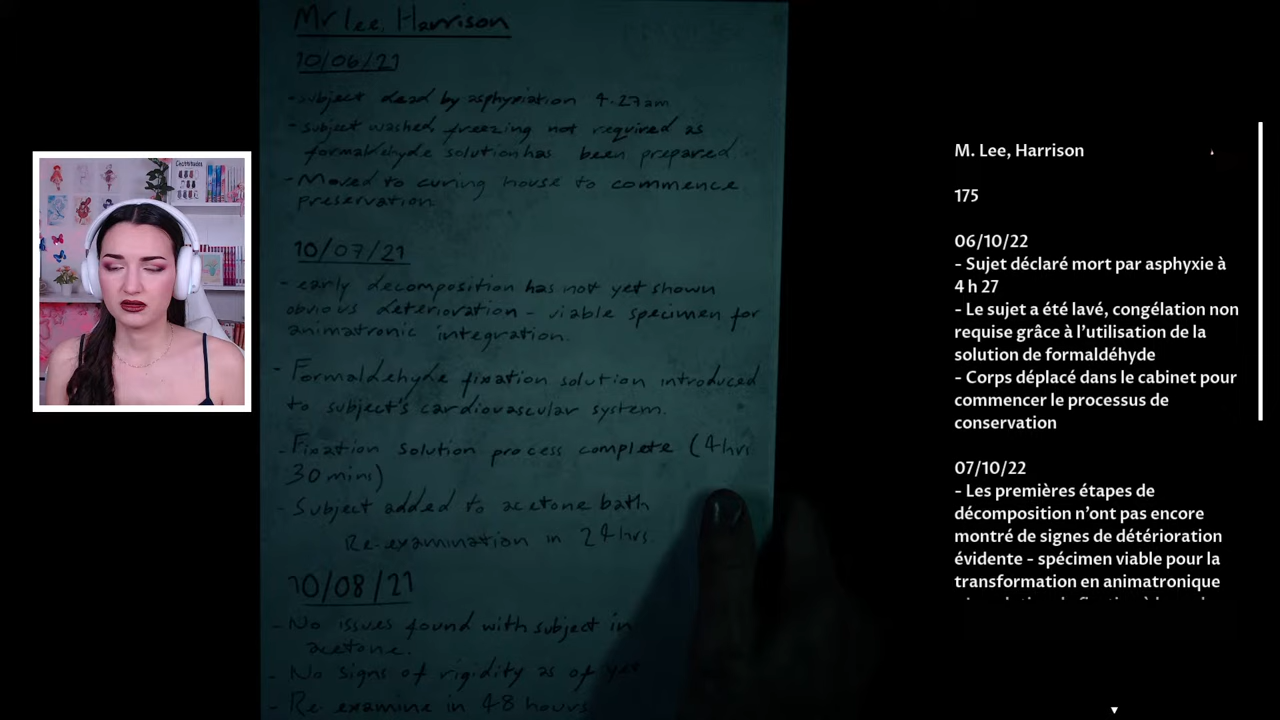 Mr Lee, Harrison
10/06/21
- subject dead by asphyxiation 4.27am
- subject washed, freezing not required as
formaldehyde solution has been prepared.
- Moved to curing house to commence
preservation.
10/07/21
- early decomposition has not yet shown
obvious deterioration - viable specimen for
animatronic integration.
- Formaldehyde fixation solution introduced
to subject's cardiovascular system.
- Fixation solution process complete (4hrs
30 mins)
- Subject added to acetone bath
Re-examination in 24hrs.
10/08/21
- No issues found with subject in
acetone.
- No signs of rigidity as of yet
- Re-examine in 48 hours
M. Lee, Harrison
175
06/10/22
- Sujet déclaré mort par asphyxie à
4 h 27
- Le sujet a été lavé, congélation non
requise grâce à l'utilisation de la
solution de formaldéhyde
- Corps déplacé dans le cabinet pour
commencer le processus de
conservation
07/10/22
- Les premières étapes de
décomposition n'ont pas encore
montré de signes de détérioration
évidente - spécimen viable pour la
transformation en animatronique